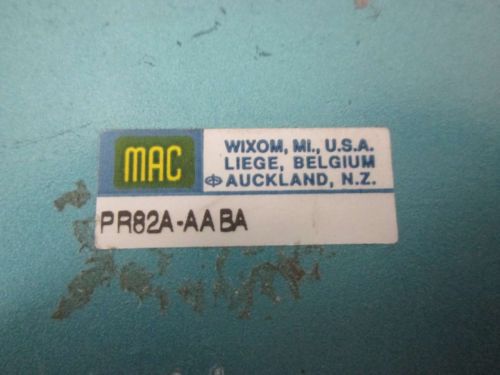 MAC
WIXOM, MI., U.S.A.
LIEGE, BELGIUM
AUCKLAND, N.Z.
PR82A-AABA